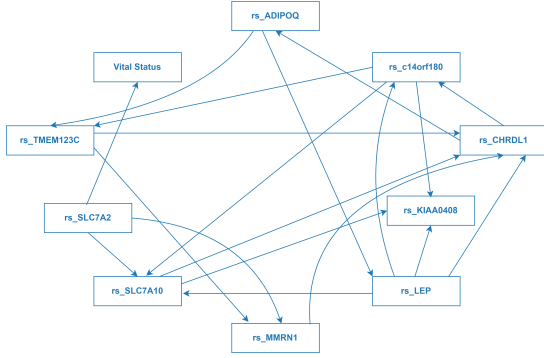 rs_ADIPOQ
Vital Status
rs_c14orf180
rs_TMEM123C
rs_CHRDL1
rs_SLC7A2
rs_KIAA0408
rs_SLC7A10
rs_LEP
rs_MMRN1